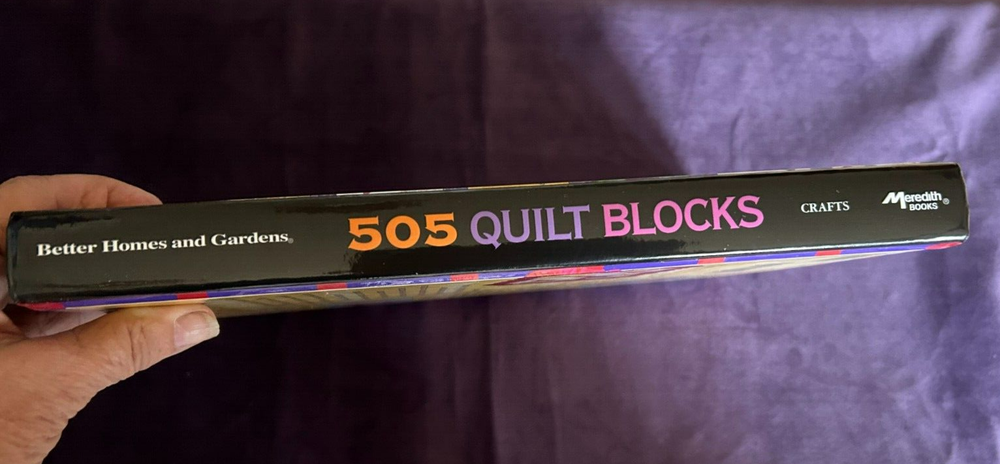 Better Homes and Gardens®
505 QUILT BLOCKS
CRAFTS
Meredith®
BOOKS